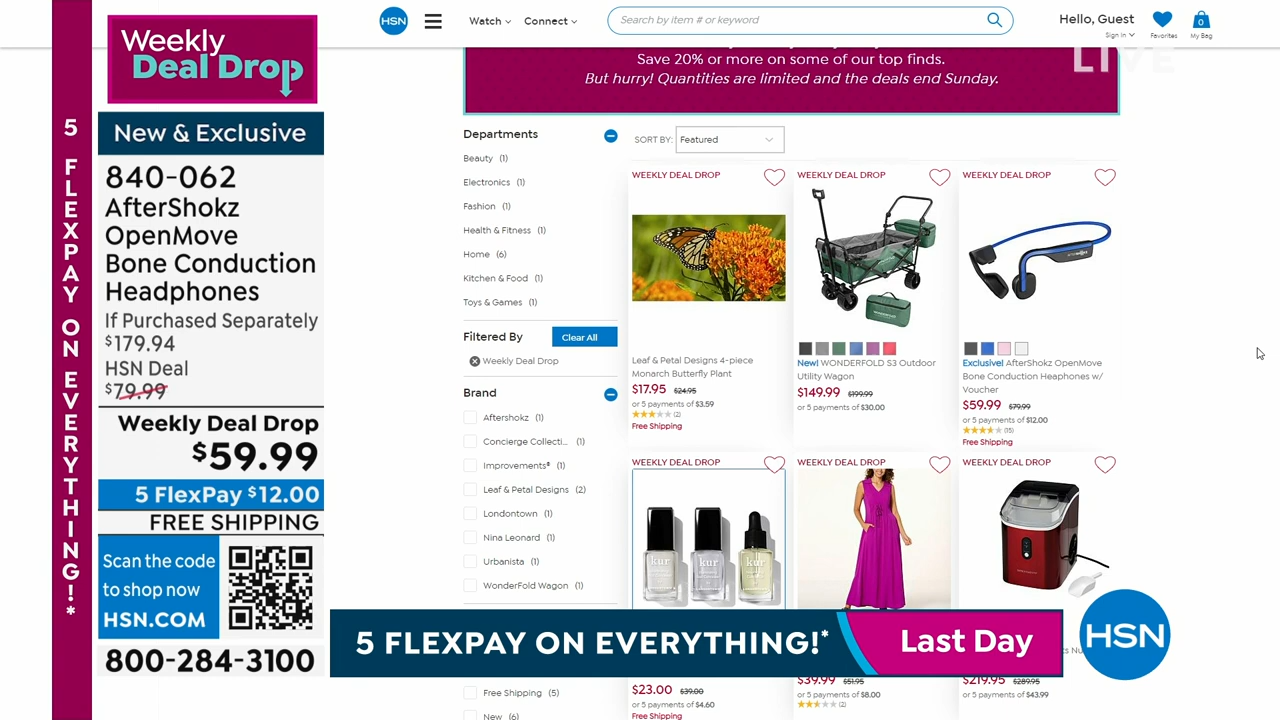 Weekly
Deal Drop
5 FLEXPAY ON EVERYTHING!*
New & Exclusive
840-062
AfterShokz
OpenMove
Bone Conduction
Headphones
If Purchased Separately
$179.94
HSN Deal
$79.99
Weekly Deal Drop
$59.99
5 FlexPay $12.00
FREE SHIPPING
Scan the code
to shop now
HSN.COM
800-284-3100
HSN
Watch
Connect
Search by item # or keyword
Hello, Guest
Sign In
Favorites
0
My Bag
LIVE
Save 20% or more on some of our top finds.
But hurry! Quantities are limited and the deals end Sunday.
Departments
Beauty (1)
Electronics (1)
Fashion (1)
Health & Fitness (1)
Home (6)
Kitchen & Food (1)
Toys & Games (1)
Filtered By
Clear All
Weekly Deal Drop
Brand
Aftershokz (1)
Concierge Collecti... (1)
Improvements® (1)
Leaf & Petal Designs (2)
Londontown (1)
Nina Leonard (1)
Urbanista (1)
WonderFold Wagon (1)
Free Shipping (5)
New (6)
SORT BY:
Featured
WEEKLY DEAL DROP
Leaf & Petal Designs 4-piece
Monarch Butterfly Plant
$17.95 $24.95
or 5 payments of $3.59
(2)
Free Shipping
WEEKLY DEAL DROP
WONDERFOLD
New! WONDERFOLD S3 Outdoor
Utility Wagon
$149.99 $199.99
or 5 payments of $30.00
WEEKLY DEAL DROP
Exclusive! AfterShokz OpenMove
Bone Conduction Heaphones w/
Voucher
$59.99 $79.99
or 5 payments of $12.00
(15)
Free Shipping
WEEKLY DEAL DROP
kur
kur
kur
$23.00 $39.00
or 5 payments of $4.60
Free Shipping
WEEKLY DEAL DROP
$39.99 $51.95
or 5 payments of $8.00
(2)
WEEKLY DEAL DROP
$219.95 $289.95
or 5 payments of $43.99
5 FLEXPAY ON EVERYTHING!*
Last Day
HSN